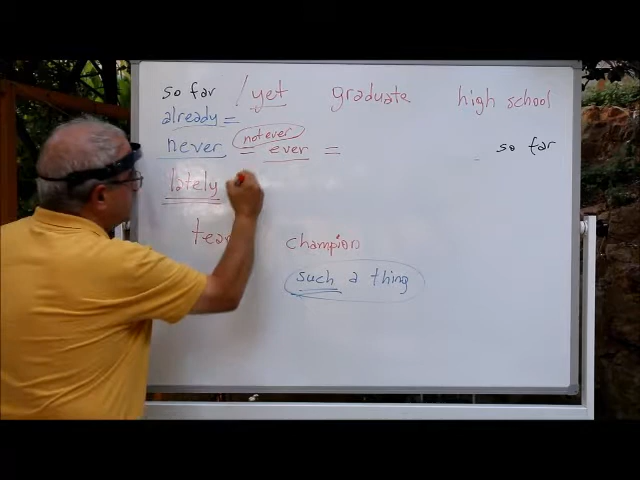 so far / yet graduate high school
already =
not ever
never = ever = so far
lately
champion
such a thing